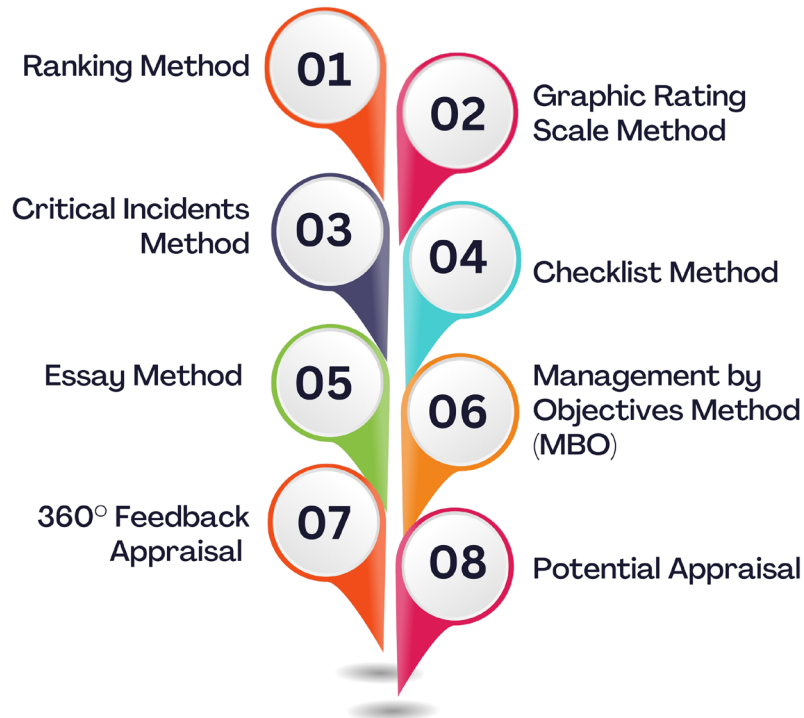 01
Ranking Method
02
Graphic Rating
Scale Method
03
Critical Incidents
Method
04
Checklist Method
05
Essay Method
06
Management by
Objectives Method
(MBO)
07
360° Feedback
Appraisal
08
Potential Appraisal